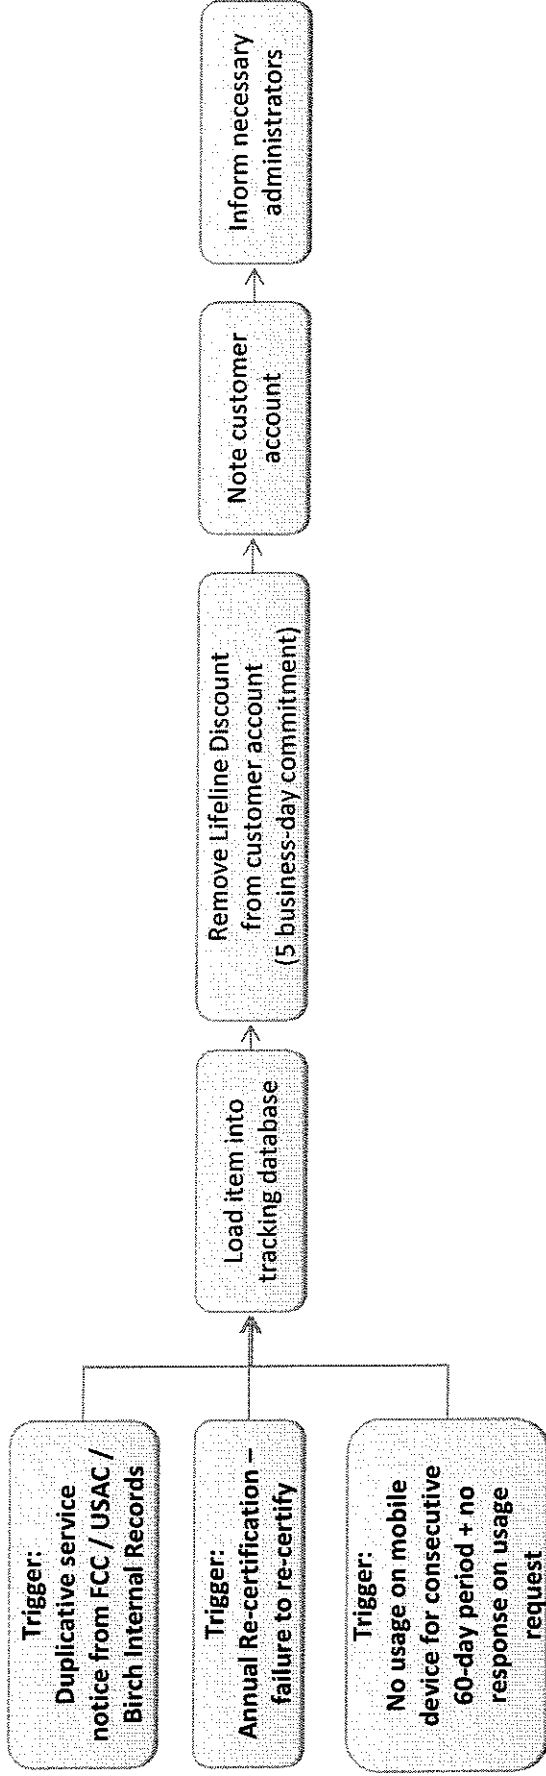 Trigger:
Duplicative service
notice from FCC / USAC /
Birch Internal Records
Trigger:
Annual Re-certification –
failure to re-certify
Trigger:
No usage on mobile
device for consecutive
60-day period + no
response on usage
request
Load item into
tracking database
Remove Lifeline Discount
from customer account
(5 business-day commitment)
Note customer
account
Inform necessary
administrators